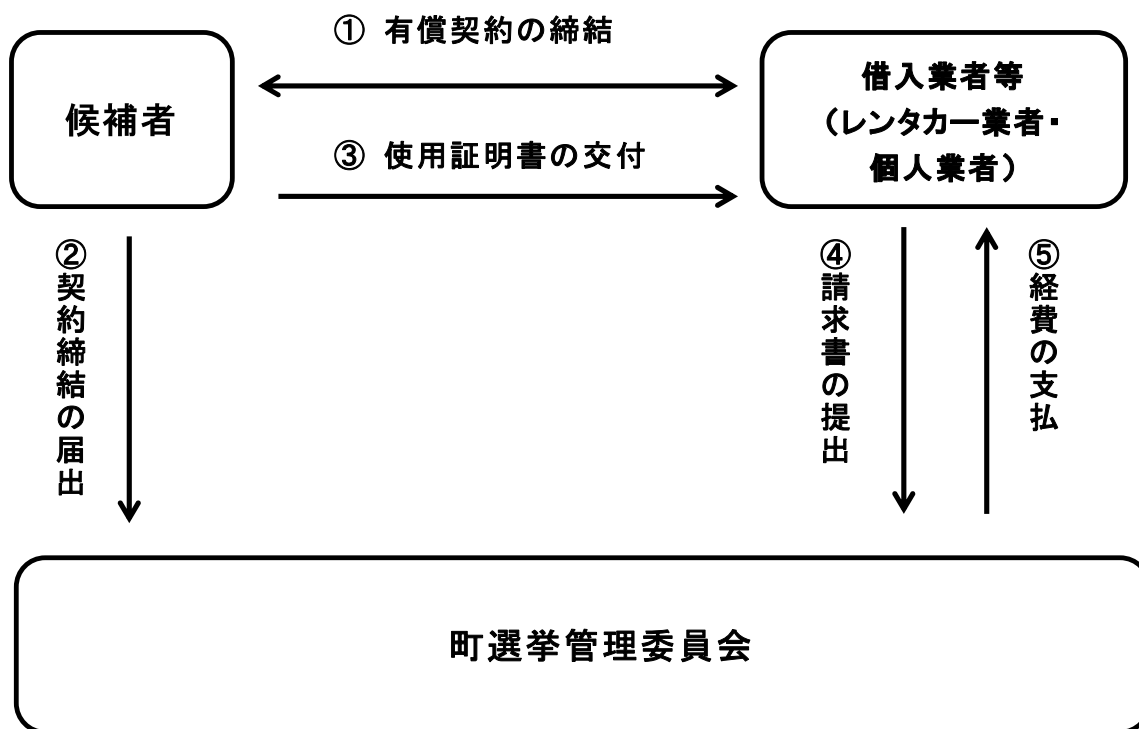 ① 有償契約の締結
候補者
借入業者等
（レンタカー業者・
個人業者）
③ 使用証明書の交付
②契約締結の届出
④請求書の提出
⑤経費の支払
町選挙管理委員会